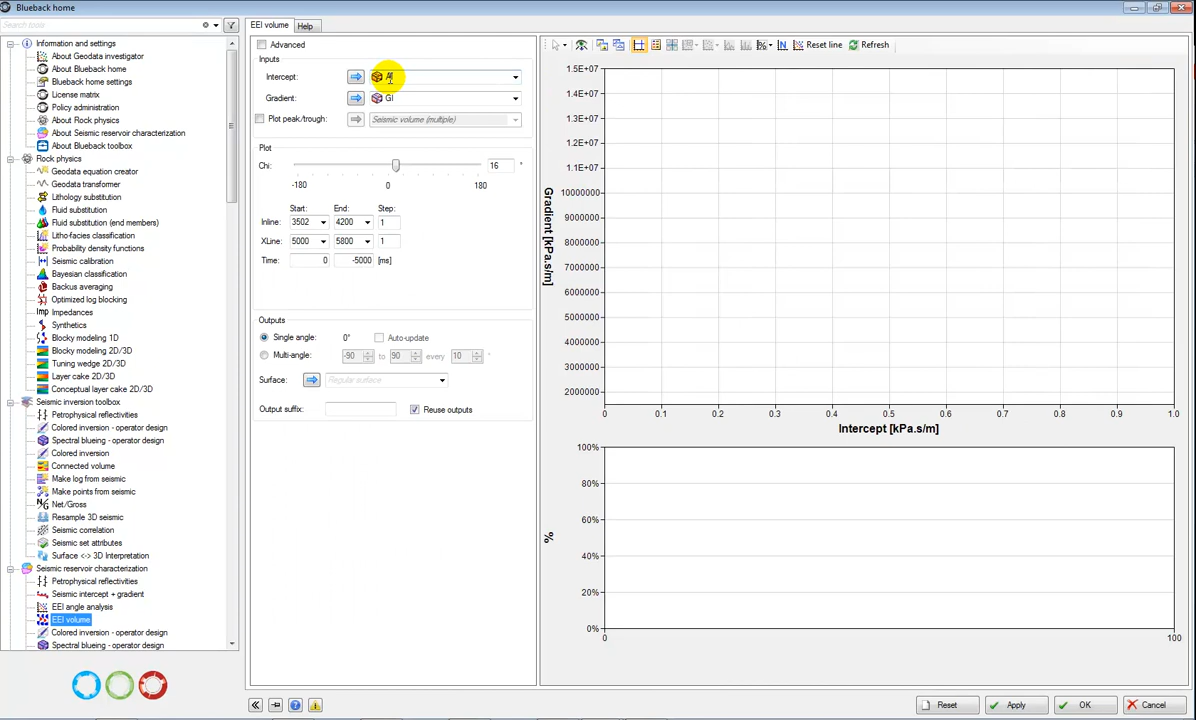 Blueback home
Search tools
Information and settings
About Geodata investigator
About Blueback home
Blueback home settings
License matrix
Policy administration
About Rock physics
About Seismic reservoir characterization
About Blueback toolbox
Rock physics
Geodata equation creator
Geodata transformer
Lithology substitution
Fluid substitution
Fluid substitution (end members)
Litho-facies classification
Probability density functions
Seismic calibration
Bayesian classification
Backus averaging
Optimized log blocking
Imp Impedances
Synthetics
Blocky modeling 1D
Blocky modeling 2D/3D
Tuning wedge 2D/3D
Layer cake 2D/3D
Conceptual layer cake 2D/3D
Seismic inversion toolbox
Petrophysical reflectivities
Colored inversion - operator design
Spectral blueing - operator design
Colored inversion
Connected volume
Make log from seismic
Make points from seismic
N/G Net/Gross
Resample 3D seismic
Seismic correlation
Seismic set attributes
Surface <-> 3D Interpretation
Seismic reservoir characterization
Petrophysical reflectivities
Seismic intercept + gradient
EEI angle analysis
EEI volume
Colored inversion - operator design
Spectral blueing - operator design
EEI volume
Help
Advanced
Inputs
Intercept:
Gradient: GI
Plot peak/trough: Seismic volume (multiple)
Plot
Chi: 16 °
-180 0 180
Start: End: Step:
Inline: 3502 4200 1
XLine: 5000 5800 1
Time: 0 -5000 [ms]
Outputs
Single angle: 0° Auto-update
Multi-angle: -90 to 90 every 10 °
Surface: Regular surface
Output suffix: Reuse outputs
N Reset line Refresh
1.5E+07
1.4E+07
1.3E+07
1.2E+07
1.1E+07
10000000
9000000
8000000
7000000
6000000
5000000
4000000
3000000
2000000
Gradient [kPa.s/m]
0 0.1 0.2 0.3 0.4 0.5 0.6 0.7 0.8 0.9 1.0
Intercept [kPa.s/m]
100%
80%
60%
40%
20%
0%
%
0 100
Reset Apply OK Cancel